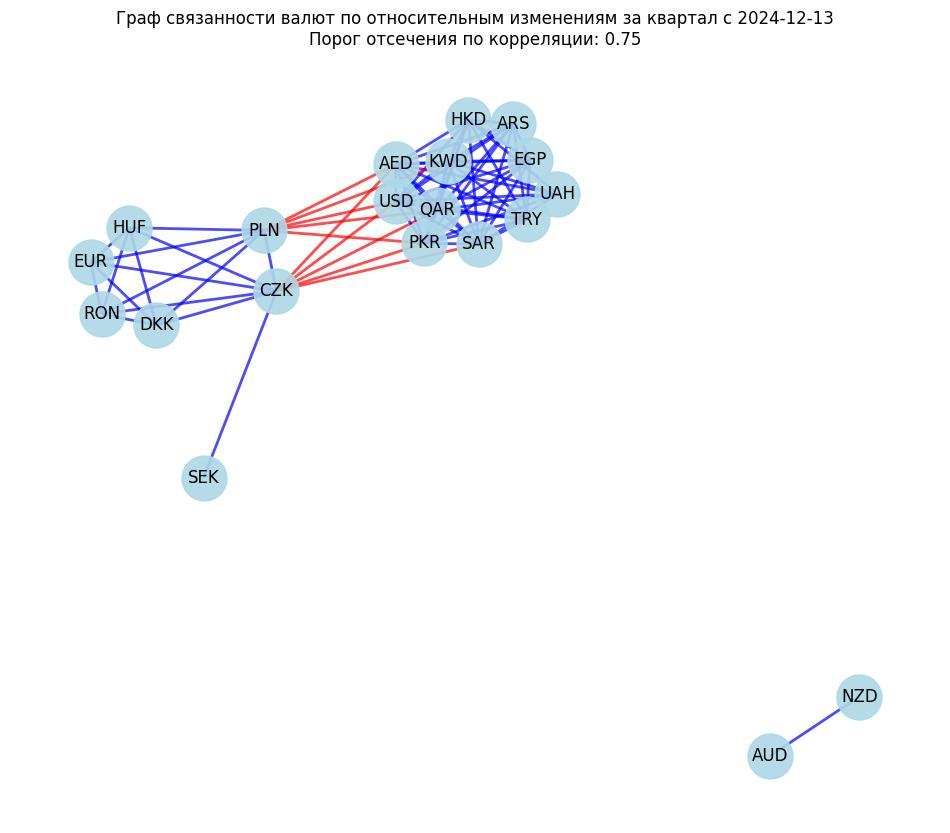 Граф связанности валют по относительным изменениям за квартал с 2024-12-13
Порог отсечения по корреляции: 0.75
HKD
ARS
AED
KWD
EGP
UAH
USD
QAR
TRY
PKR
SAR
HUF
PLN
EUR
CZK
RON
DKK
SEK
NZD
AUD